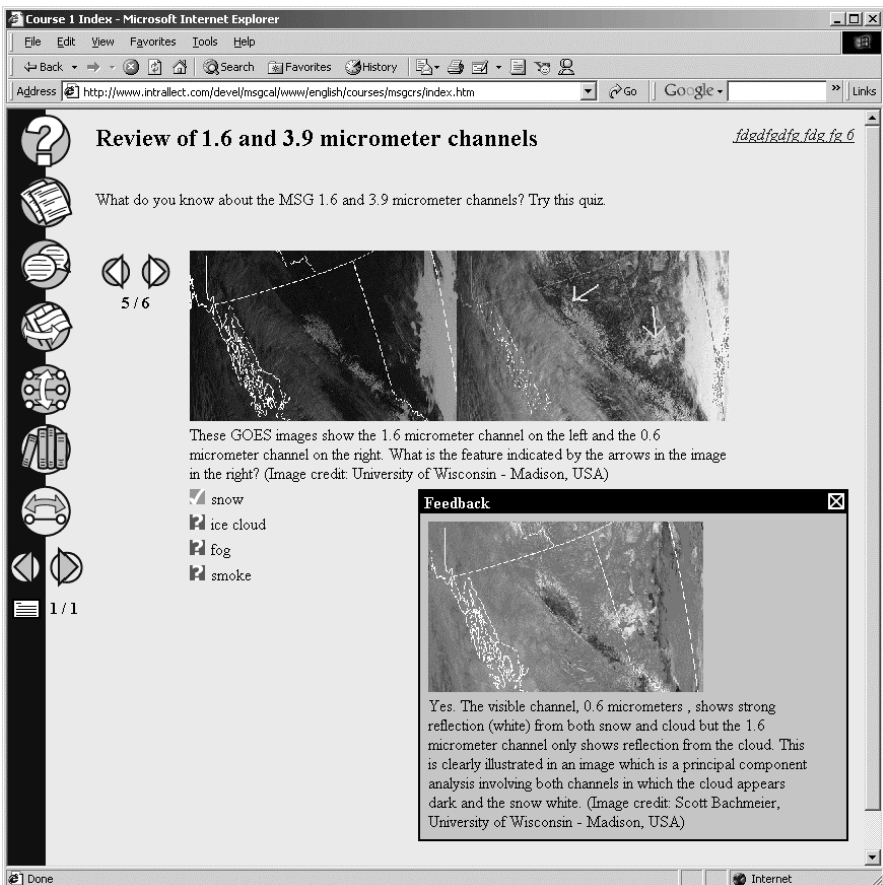 Course 1 Index - Microsoft Internet Explorer
File Edit View Favorites Tools Help
Back Search Favorites History
Address http://www.intrallect.com/devel/msgcal/www/english/courses/msgcrs/index.htm Go Google Links
Review of 1.6 and 3.9 micrometer channels
fdgdfgdfg fdg fg 6
What do you know about the MSG 1.6 and 3.9 micrometer channels? Try this quiz.
5 / 6
These GOES images show the 1.6 micrometer channel on the left and the 0.6
micrometer channel on the right. What is the feature indicated by the arrows in the image
in the right? (Image credit: University of Wisconsin - Madison, USA)
snow
ice cloud
fog
smoke
1 / 1
Feedback
Yes. The visible channel, 0.6 micrometers , shows strong
reflection (white) from both snow and cloud but the 1.6
micrometer channel only shows reflection from the cloud. This
is clearly illustrated in an image which is a principal component
analysis involving both channels in which the cloud appears
dark and the snow white. (Image credit: Scott Bachmeier,
University of Wisconsin - Madison, USA)
Done Internet